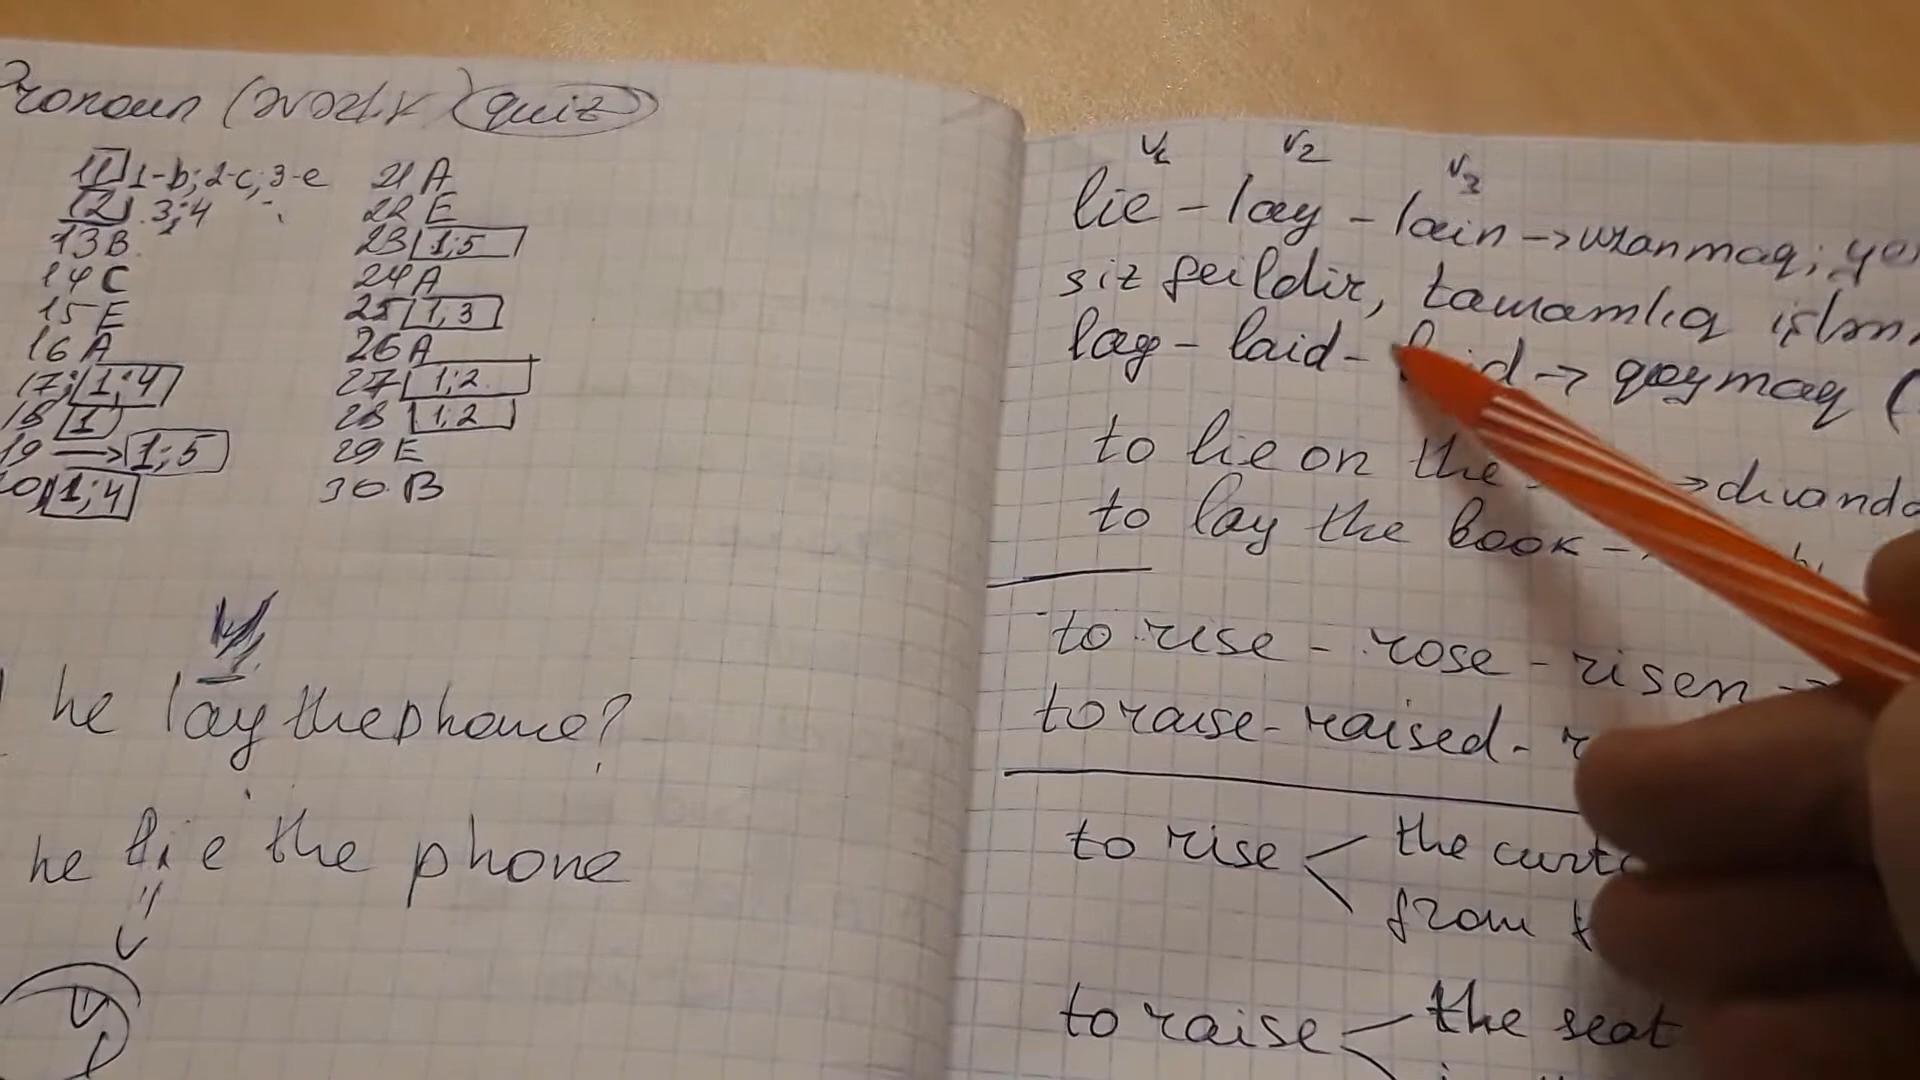 Pronoun (əvəzlik) quiz
11 1-b; 2-c; 3-e
12. 3;4
13 B.
14 C
15 E
16 A
17; 1;4
18 1
19 → 1;5
20) 1;4
21 A
22 E
23 1;5
24 A
25 1,3
26 A
27 1;2.
28 1;2
29 E
30. B
he lay the phone?
he lie the phone
V1 V2 V3
lie - lay - lain → uzanmaq;
siz feildir, tamamlıq
lay - laid - laid → qoymaq (
to lie on the → divanda
to lay the book -
to rise - rose - risen →
to raise - raised -
to rise < the
from
to raise < the seat